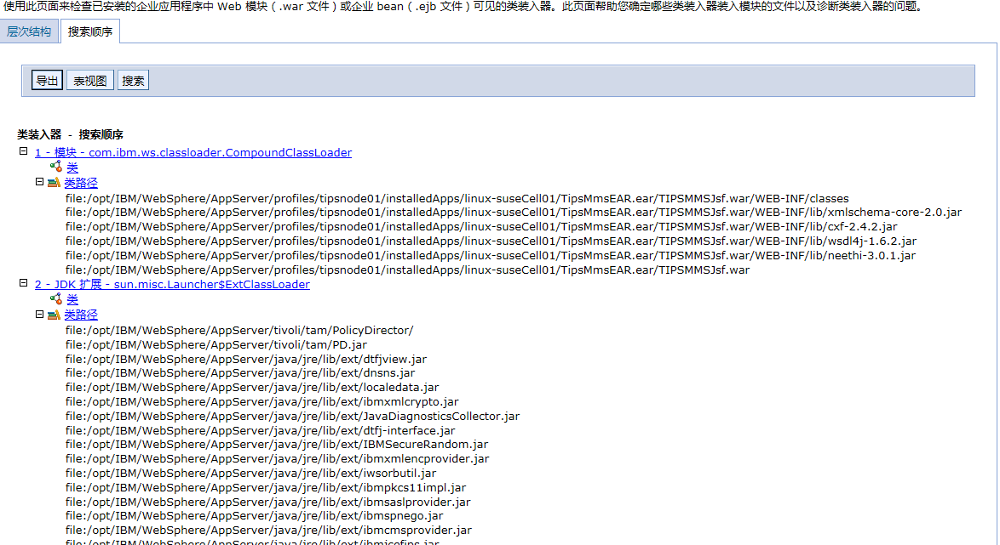 使用此页面来检查已安装的企业应用程序中 Web 模块（.war 文件）或企业 bean（.ejb 文件）可见的类装入器。此页面帮助您确定哪些类装入器装入模块的文件以及诊断类装入器的问题。
层次结构 搜索顺序
导出 表视图 搜索
类装入器 - 搜索顺序
1 - 模块 - com.ibm.ws.classloader.CompoundClassLoader
类
类路径
file:/opt/IBM/WebSphere/AppServer/profiles/tipsnode01/installedApps/linux-suseCell01/TipsMmsEAR.ear/TIPSMMSJsf.war/WEB-INF/classes
file:/opt/IBM/WebSphere/AppServer/profiles/tipsnode01/installedApps/linux-suseCell01/TipsMmsEAR.ear/TIPSMMSJsf.war/WEB-INF/lib/xmlschema-core-2.0.jar
file:/opt/IBM/WebSphere/AppServer/profiles/tipsnode01/installedApps/linux-suseCell01/TipsMmsEAR.ear/TIPSMMSJsf.war/WEB-INF/lib/cxf-2.4.2.jar
file:/opt/IBM/WebSphere/AppServer/profiles/tipsnode01/installedApps/linux-suseCell01/TipsMmsEAR.ear/TIPSMMSJsf.war/WEB-INF/lib/wsdl4j-1.6.2.jar
file:/opt/IBM/WebSphere/AppServer/profiles/tipsnode01/installedApps/linux-suseCell01/TipsMmsEAR.ear/TIPSMMSJsf.war/WEB-INF/lib/neethi-3.0.1.jar
file:/opt/IBM/WebSphere/AppServer/profiles/tipsnode01/installedApps/linux-suseCell01/TipsMmsEAR.ear/TIPSMMSJsf.war
2 - JDK 扩展 - sun.misc.Launcher$ExtClassLoader
类
类路径
file:/opt/IBM/WebSphere/AppServer/tivoli/tam/PolicyDirector/
file:/opt/IBM/WebSphere/AppServer/tivoli/tam/PD.jar
file:/opt/IBM/WebSphere/AppServer/java/jre/lib/ext/dtfjview.jar
file:/opt/IBM/WebSphere/AppServer/java/jre/lib/ext/dnsns.jar
file:/opt/IBM/WebSphere/AppServer/java/jre/lib/ext/localedata.jar
file:/opt/IBM/WebSphere/AppServer/java/jre/lib/ext/ibmxmlcrypto.jar
file:/opt/IBM/WebSphere/AppServer/java/jre/lib/ext/JavaDiagnosticsCollector.jar
file:/opt/IBM/WebSphere/AppServer/java/jre/lib/ext/dtfj-interface.jar
file:/opt/IBM/WebSphere/AppServer/java/jre/lib/ext/IBMSecureRandom.jar
file:/opt/IBM/WebSphere/AppServer/java/jre/lib/ext/ibmxmlencprovider.jar
file:/opt/IBM/WebSphere/AppServer/java/jre/lib/ext/iwsorbutil.jar
file:/opt/IBM/WebSphere/AppServer/java/jre/lib/ext/ibmpkcs11impl.jar
file:/opt/IBM/WebSphere/AppServer/java/jre/lib/ext/ibmsaslprovider.jar
file:/opt/IBM/WebSphere/AppServer/java/jre/lib/ext/ibmspnego.jar
file:/opt/IBM/WebSphere/AppServer/java/jre/lib/ext/ibmcmsprovider.jar
file:/opt/IBM/WebSphere/AppServer/java/jre/lib/ext/ibmjcefips.jar